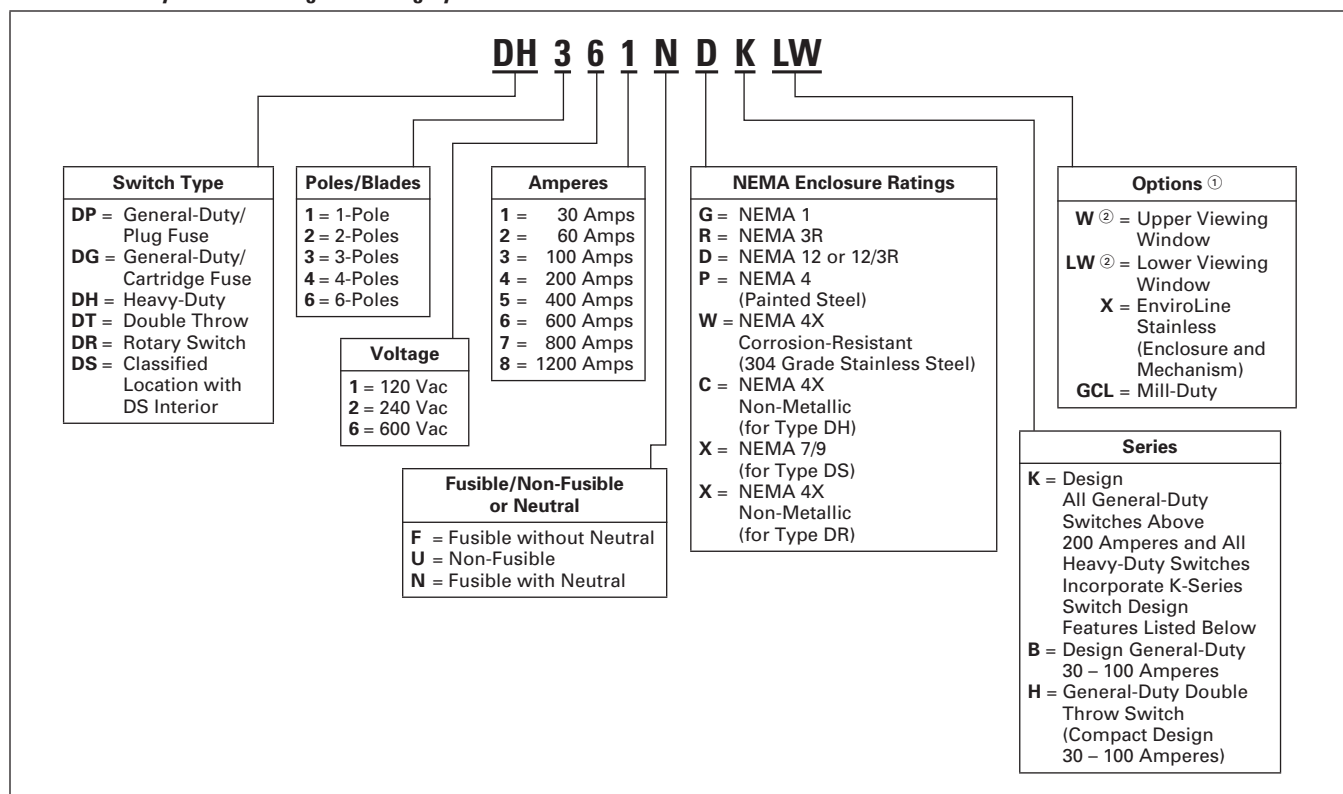 DH 3 6 1 N D K LW
Switch Type
DP = General-Duty/
Plug Fuse
DG = General-Duty/
Cartridge Fuse
DH = Heavy-Duty
DT = Double Throw
DR = Rotary Switch
DS = Classified
Location with
DS Interior
Poles/Blades
1 = 1-Pole
2 = 2-Poles
3 = 3-Poles
4 = 4-Poles
6 = 6-Poles
Voltage
1 = 120 Vac
2 = 240 Vac
6 = 600 Vac
Amperes
1 = 30 Amps
2 = 60 Amps
3 = 100 Amps
4 = 200 Amps
5 = 400 Amps
6 = 600 Amps
7 = 800 Amps
8 = 1200 Amps
Fusible/Non-Fusible
or Neutral
F = Fusible without Neutral
U = Non-Fusible
N = Fusible with Neutral
NEMA Enclosure Ratings
G = NEMA 1
R = NEMA 3R
D = NEMA 12 or 12/3R
P = NEMA 4
(Painted Steel)
W = NEMA 4X
Corrosion-Resistant
(304 Grade Stainless Steel)
C = NEMA 4X
Non-Metallic
(for Type DH)
X = NEMA 7/9
(for Type DS)
X = NEMA 4X
Non-Metallic
(for Type DR)
Options ①
W ② = Upper Viewing
Window
LW ② = Lower Viewing
Window
X = EnviroLine
Stainless
(Enclosure and
Mechanism)
GCL = Mill-Duty
Series
K = Design
All General-Duty
Switches Above
200 Amperes and All
Heavy-Duty Switches
Incorporate K-Series
Switch Design
Features Listed Below
B = Design General-Duty
30 – 100 Amperes
H = General-Duty Double
Throw Switch
(Compact Design
30 – 100 Amperes)